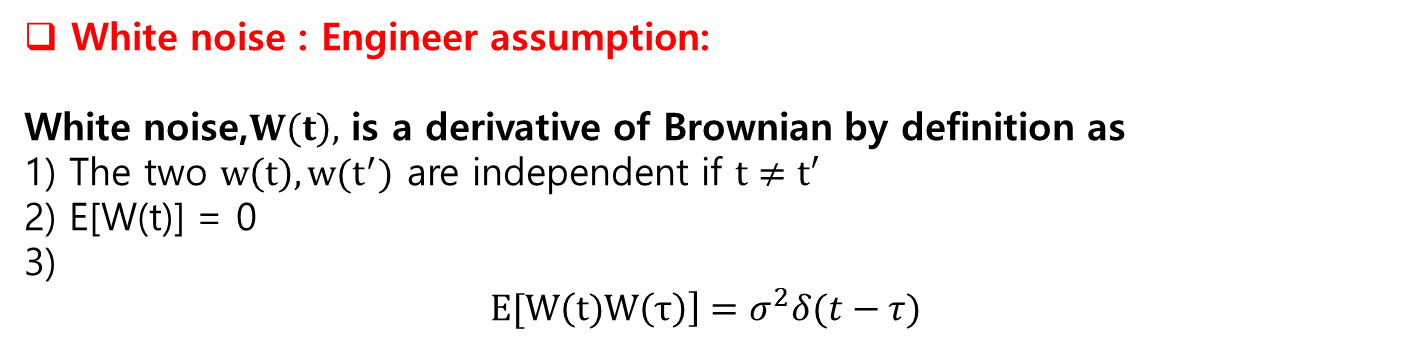 ❑ White noise : Engineer assumption:
White noise,W(t), is a derivative of Brownian by definition as
1) The two w(t), w(t′) are independent if t ≠ t′
2) E[W(t)] = 0
3)
E[W(t)W(τ)] = σ²δ(t − τ)